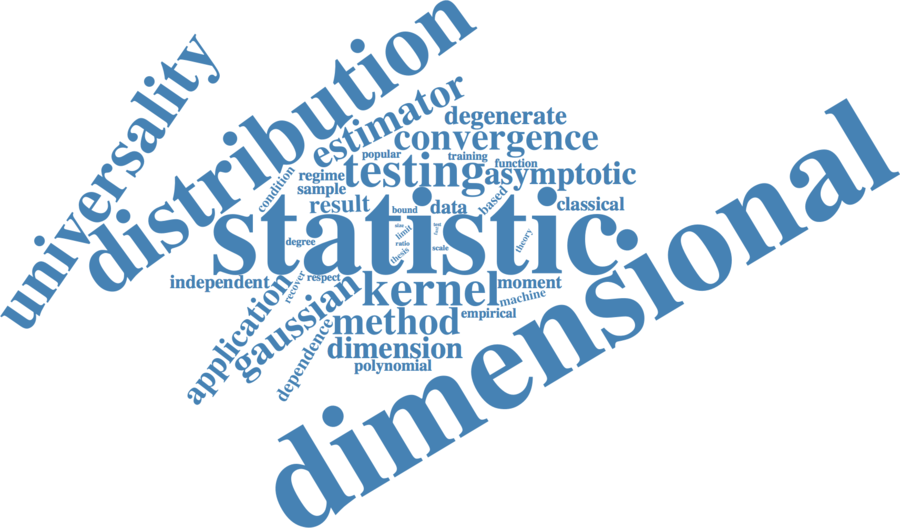 universality
distribution
estimator
degenerate
convergence
popular
training
function
condition
regime
testing
asymptotic
sample
based
result
bound
data
classical
statistic
size
limit
test
ratio
degree
thesis
scale
theory
independent
recover
respect
kernel
moment
machine
application
gaussian
method
empirical
dependence
dimension
polynomial
dimensional